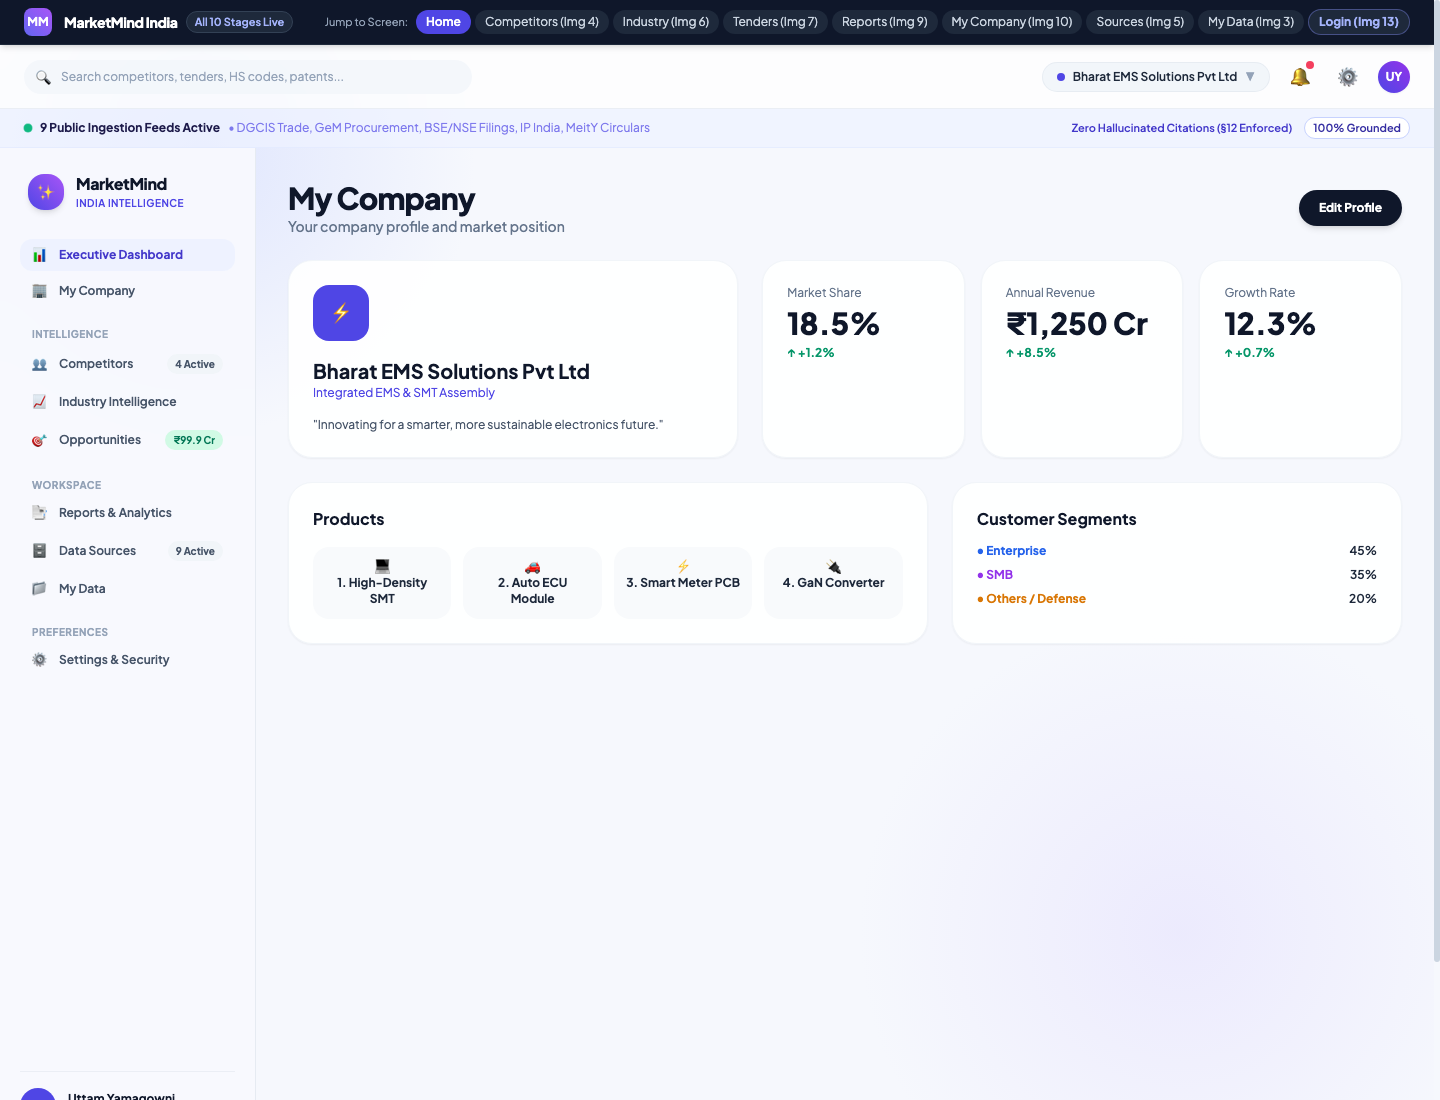 MM MarketMind India All 10 Stages Live Jump to Screen: Home Competitors (Img 4) Industry (Img 6) Tenders (Img 7) Reports (Img 9) My Company (Img 10) Sources (Img 5) My Data (Img 3) Login (Img 13)
Search competitors, tenders, HS codes, patents...
Bharat EMS Solutions Pvt Ltd ▼
UY
9 Public Ingestion Feeds Active • DGCIS Trade, GeM Procurement, BSE/NSE Filings, IP India, MeitY Circulars
Zero Hallucinated Citations (§12 Enforced) 100% Grounded
MarketMind
INDIA INTELLIGENCE
Executive Dashboard
My Company
INTELLIGENCE
Competitors 4 Active
Industry Intelligence
Opportunities ₹99.9 Cr
WORKSPACE
Reports & Analytics
Data Sources 9 Active
My Data
PREFERENCES
Settings & Security
Uttam Yamagowni
My Company
Your company profile and market position
Edit Profile
Bharat EMS Solutions Pvt Ltd
Integrated EMS & SMT Assembly
"Innovating for a smarter, more sustainable electronics future."
Market Share
18.5%
↑ +1.2%
Annual Revenue
₹1,250 Cr
↑ +8.5%
Growth Rate
12.3%
↑ +0.7%
Products
1. High-Density
SMT
2. Auto ECU
Module
3. Smart Meter PCB
4. GaN Converter
Customer Segments
• Enterprise 45%
• SMB 35%
• Others / Defense 20%